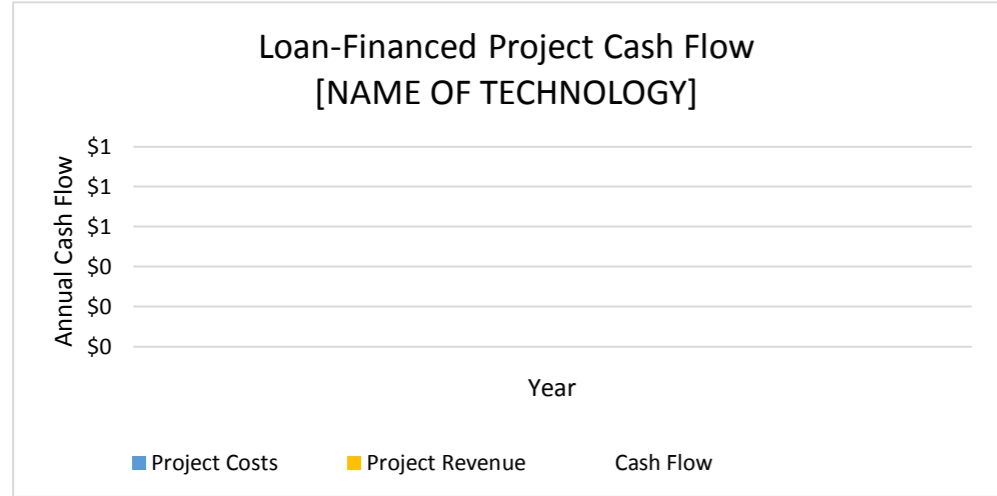 Loan-Financed Project Cash Flow
[NAME OF TECHNOLOGY]
Annual Cash Flow
$1
$1
$1
$0
$0
$0
Year
Project Costs Project Revenue Cash Flow